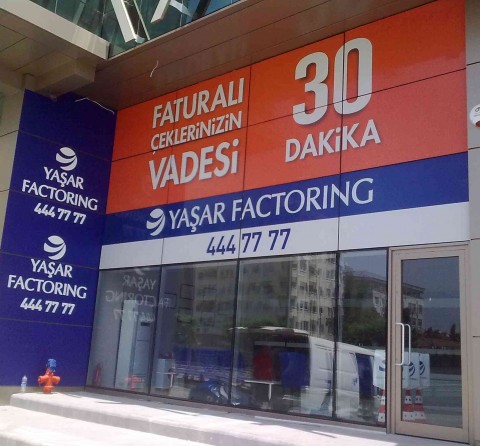 FATURALI
ÇEKLERİNİZİN
VADESİ
30
DAKİKA
YAŞAR FACTORING
444 77 77
YAŞAR
FACTORING
444 77 77
YAŞAR
FACTORING
444 77 77